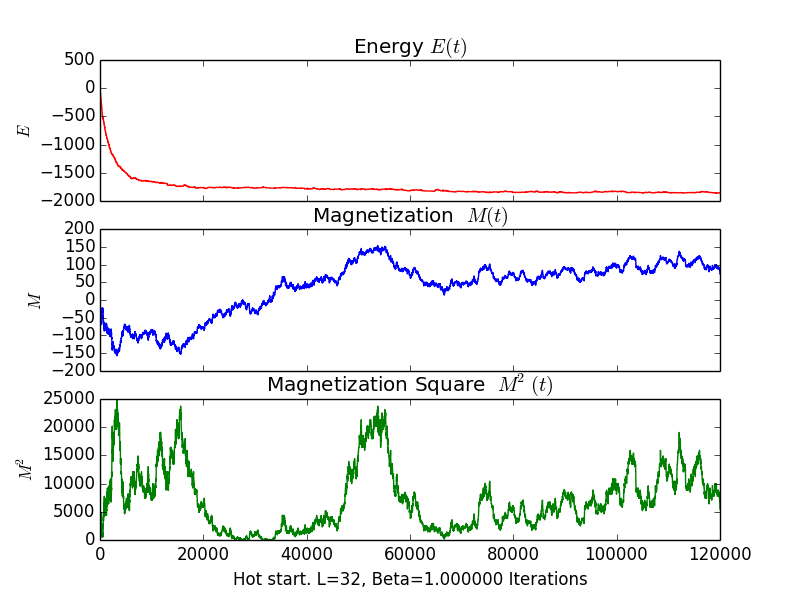 Energy E(t)
500
0
−500
−1000
−1500
−2000
E
Magnetization M(t)
200
150
100
50
0
−50
−100
−150
−200
M
Magnetization Square M² (t)
25000
20000
15000
10000
5000
0
M²
0 20000 40000 60000 80000 100000 120000
Hot start. L=32, Beta=1.000000 Iterations